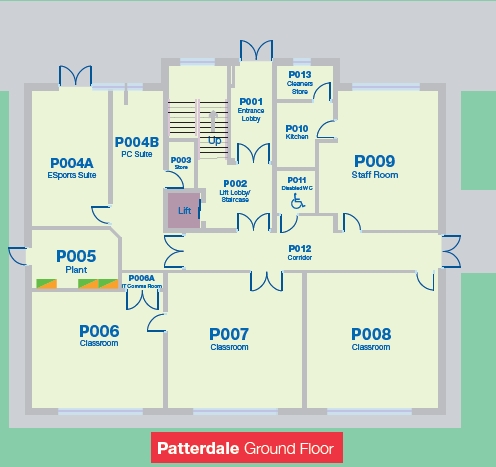 P013
Cleaners
Store
P001
Entrance
Lobby
P010
Kitchen
P004B
PC Suite
Up
P004A
ESports Suite
P003
Store
P009
Staff Room
P002
Lift Lobby/
Staircase
P011
Disabled WC
Lift
P005
Plant
P012
Corridor
P006A
IT Comms Room
P006
Classroom
P007
Classroom
P008
Classroom
Patterdale Ground Floor